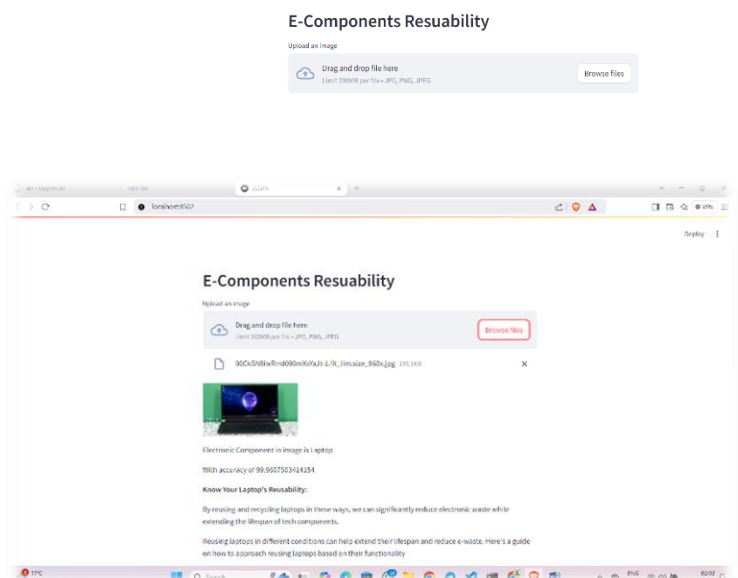 E-Components Resuability
Upload an image
Drag and drop file here
Limit 200MB per file • JPG, PNG, JPEG
Browse files
localhost:8502
VPN
Deploy
E-Components Resuability
Upload an image
Drag and drop file here
Limit 200MB per file • JPG, PNG, JPEG
Browse files
Electronic Component in image is Laptop
With accuracy of 99.9607503414154
Know Your Laptop's Reusability:
By reusing and recycling laptops in these ways, we can significantly reduce electronic waste while
extending the lifespan of tech components.
Reusing laptops in different conditions can help extend their lifespan and reduce e-waste. Here's a guide
on how to approach reusing laptops based on their functionality
Search
ENG